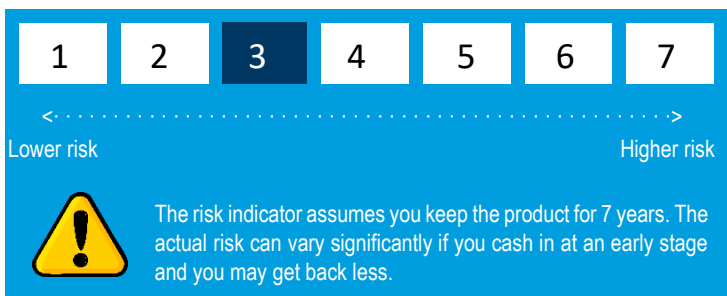 1 2 3 4 5 6 7
<· · · · · · · · · · · · · · · · · · · · · · · · · · · · · · · · · · · · · · · · · · · · · · · · · · · · ·>
Lower risk Higher risk
The risk indicator assumes you keep the product for 7 years. The
actual risk can vary significantly if you cash in at an early stage
and you may get back less.